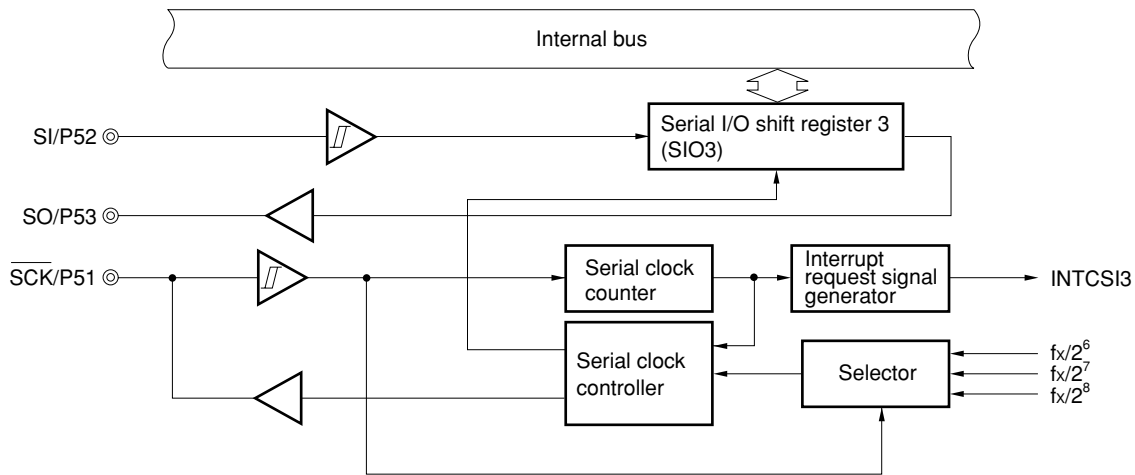 Internal bus
SI/P52
Serial I/O shift register 3
(SIO3)
SO/P53
SCK/P51
Serial clock
counter
Interrupt
request signal
generator
INTCSI3
Serial clock
controller
Selector
fx/2⁶
fx/2⁷
fx/2⁸